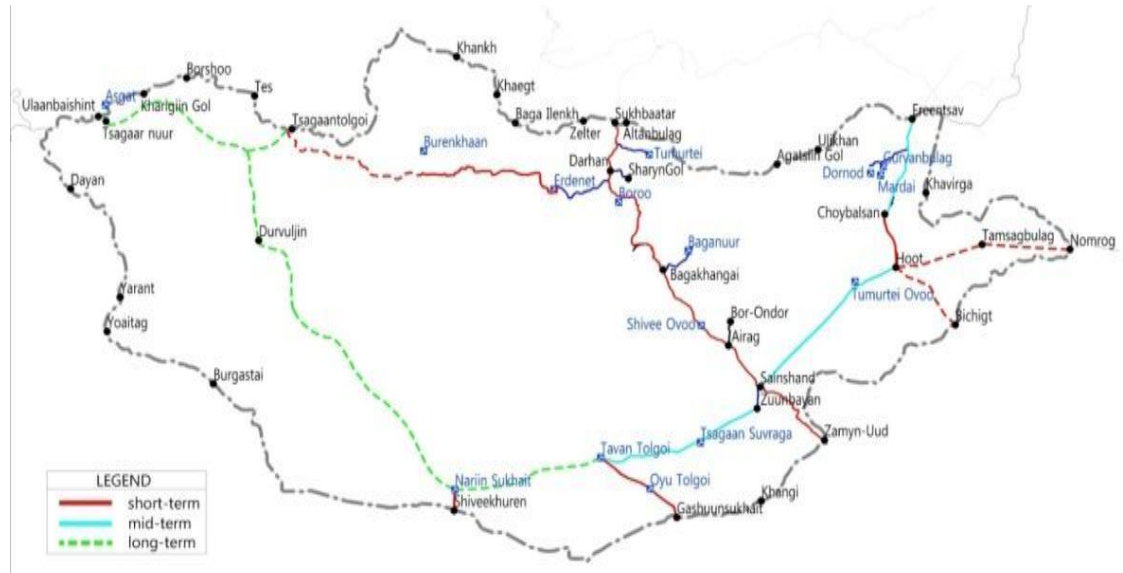 Khankh
Borshoo
Khaegt
Tes
Asgat
Ulaanbaishint
Khargiin Gol
Tsagaar nuur
Tsagaantolgoi
Baga Ilenkh
Sukhbaatar
Zelter
Altanbulag
Freentsav
Ulikhan
Agatsiin Gol
Burenkhaan
Tumurtei
Darhan
SharynGol
Gurvanbulag
Dornod
Mardai
Khavirga
Dayan
Erdenet
Boroo
Choybalsan
Durvuljin
Baganuur
Tamsagbulag
Nomrog
Bagakhangai
Hoot
Yarant
Tumurtei Ovoo
Yoaitag
Bor-Ondor
Shivee Ovoo
Bichigt
Airag
Burgastai
Sainshand
Zuunbayan
Zamyn-Uud
Tsagaan Suvraga
Tavan Tolgoi
Nariin Sukhait
Oyu Tolgoi
Shiveekhuren
Khangi
Gashuunsukhait
LEGEND
short-term
mid-term
long-term